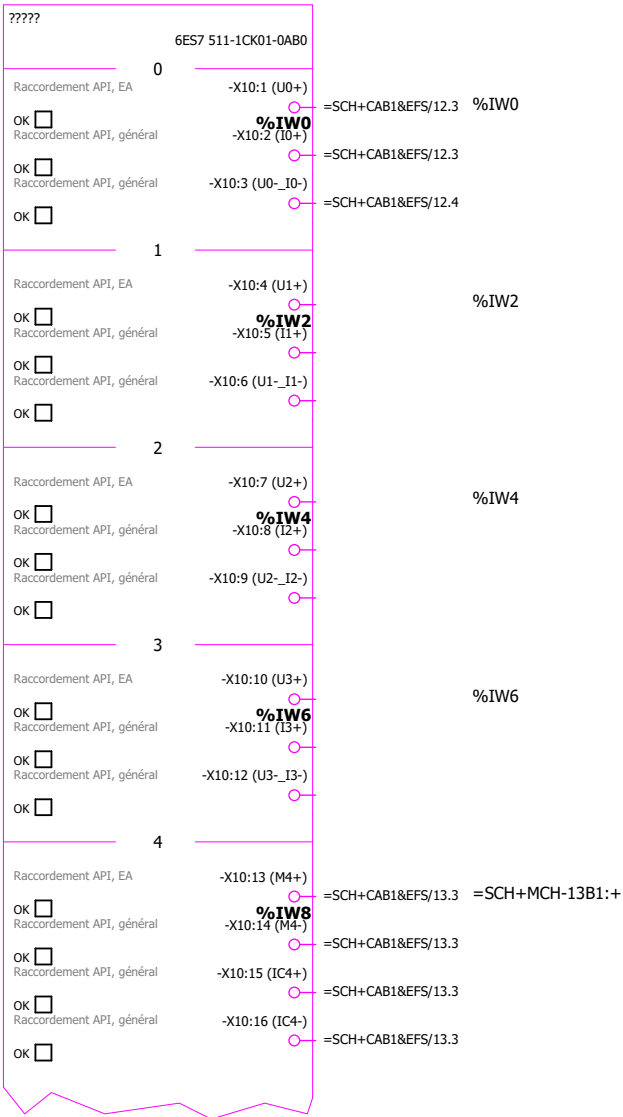 ?????
6ES7 511-1CK01-0AB0
0
Raccordement API, EA -X10:1 (U0+)
=SCH+CAB1&EFS/12.3 %IW0
OK %IW0
Raccordement API, général -X10:2 (I0+)
=SCH+CAB1&EFS/12.3
OK
Raccordement API, général -X10:3 (U0-_I0-)
=SCH+CAB1&EFS/12.4
OK
1
Raccordement API, EA -X10:4 (U1+)
%IW2
OK %IW2
Raccordement API, général -X10:5 (I1+)
OK
Raccordement API, général -X10:6 (U1-_I1-)
OK
2
Raccordement API, EA -X10:7 (U2+)
%IW4
OK %IW4
Raccordement API, général -X10:8 (I2+)
OK
Raccordement API, général -X10:9 (U2-_I2-)
OK
3
Raccordement API, EA -X10:10 (U3+)
%IW6
OK %IW6
Raccordement API, général -X10:11 (I3+)
OK
Raccordement API, général -X10:12 (U3-_I3-)
OK
4
Raccordement API, EA -X10:13 (M4+)
=SCH+CAB1&EFS/13.3 =SCH+MCH-13B1:+
OK %IW8
Raccordement API, général -X10:14 (M4-)
=SCH+CAB1&EFS/13.3
OK
Raccordement API, général -X10:15 (IC4+)
=SCH+CAB1&EFS/13.3
OK
Raccordement API, général -X10:16 (IC4-)
=SCH+CAB1&EFS/13.3
OK